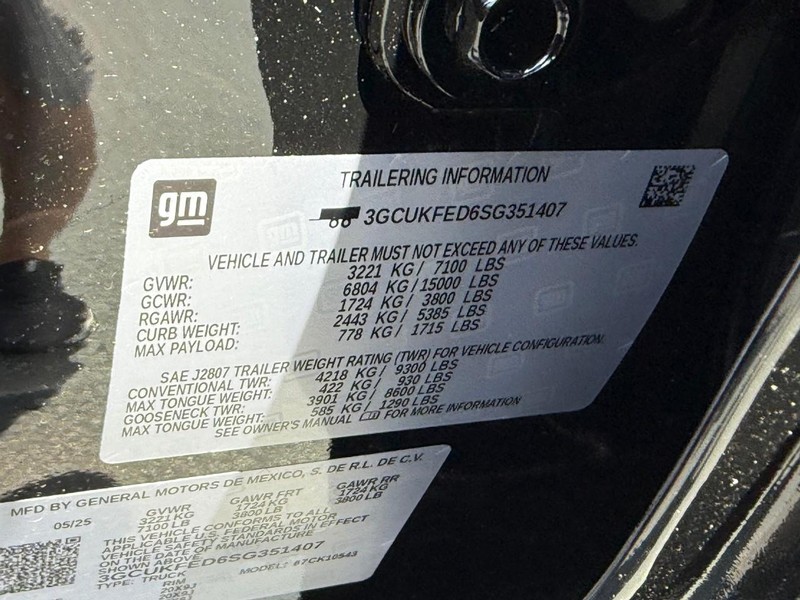 gm
TRAILERING INFORMATION
3GCUKFED6SG351407
VEHICLE AND TRAILER MUST NOT EXCEED ANY OF THESE VALUES.
GVWR: 3221 KG / 7100 LBS
GCWR: 6804 KG / 15000 LBS
RGAWR: 1724 KG / 3800 LBS
CURB WEIGHT: 2443 KG / 5385 LBS
MAX PAYLOAD: 778 KG / 1715 LBS
SAE J2807 TRAILER WEIGHT RATING (TWR) FOR VEHICLE CONFIGURATION.
CONVENTIONAL TWR: 4218 KG / 9300 LBS
MAX TONGUE WEIGHT: 422 KG / 930 LBS
GOOSENECK TWR: 3901 KG / 8600 LBS
MAX TONGUE WEIGHT: 585 KG / 1290 LBS
SEE OWNER'S MANUAL FOR MORE INFORMATION
MFD BY GENERAL MOTORS DE MEXICO, S. DE R.L. DE C.V.
05/25 GVWR GAWR FRT GAWR RR
3221 KG 1724 KG 1724 KG
7100 LB 3800 LB 3800 LB
THIS VEHICLE CONFORMS TO ALL
APPLICABLE U.S. FEDERAL MOTOR
VEHICLE SAFETY STANDARDS IN EFFECT
ON THE DATE OF MANUFACTURE
SHOWN ABOVE
3GCUKFED6SG351407
TYPE: TRUCK MODEL: 67CK10543
RIM
20X9J
20X9J